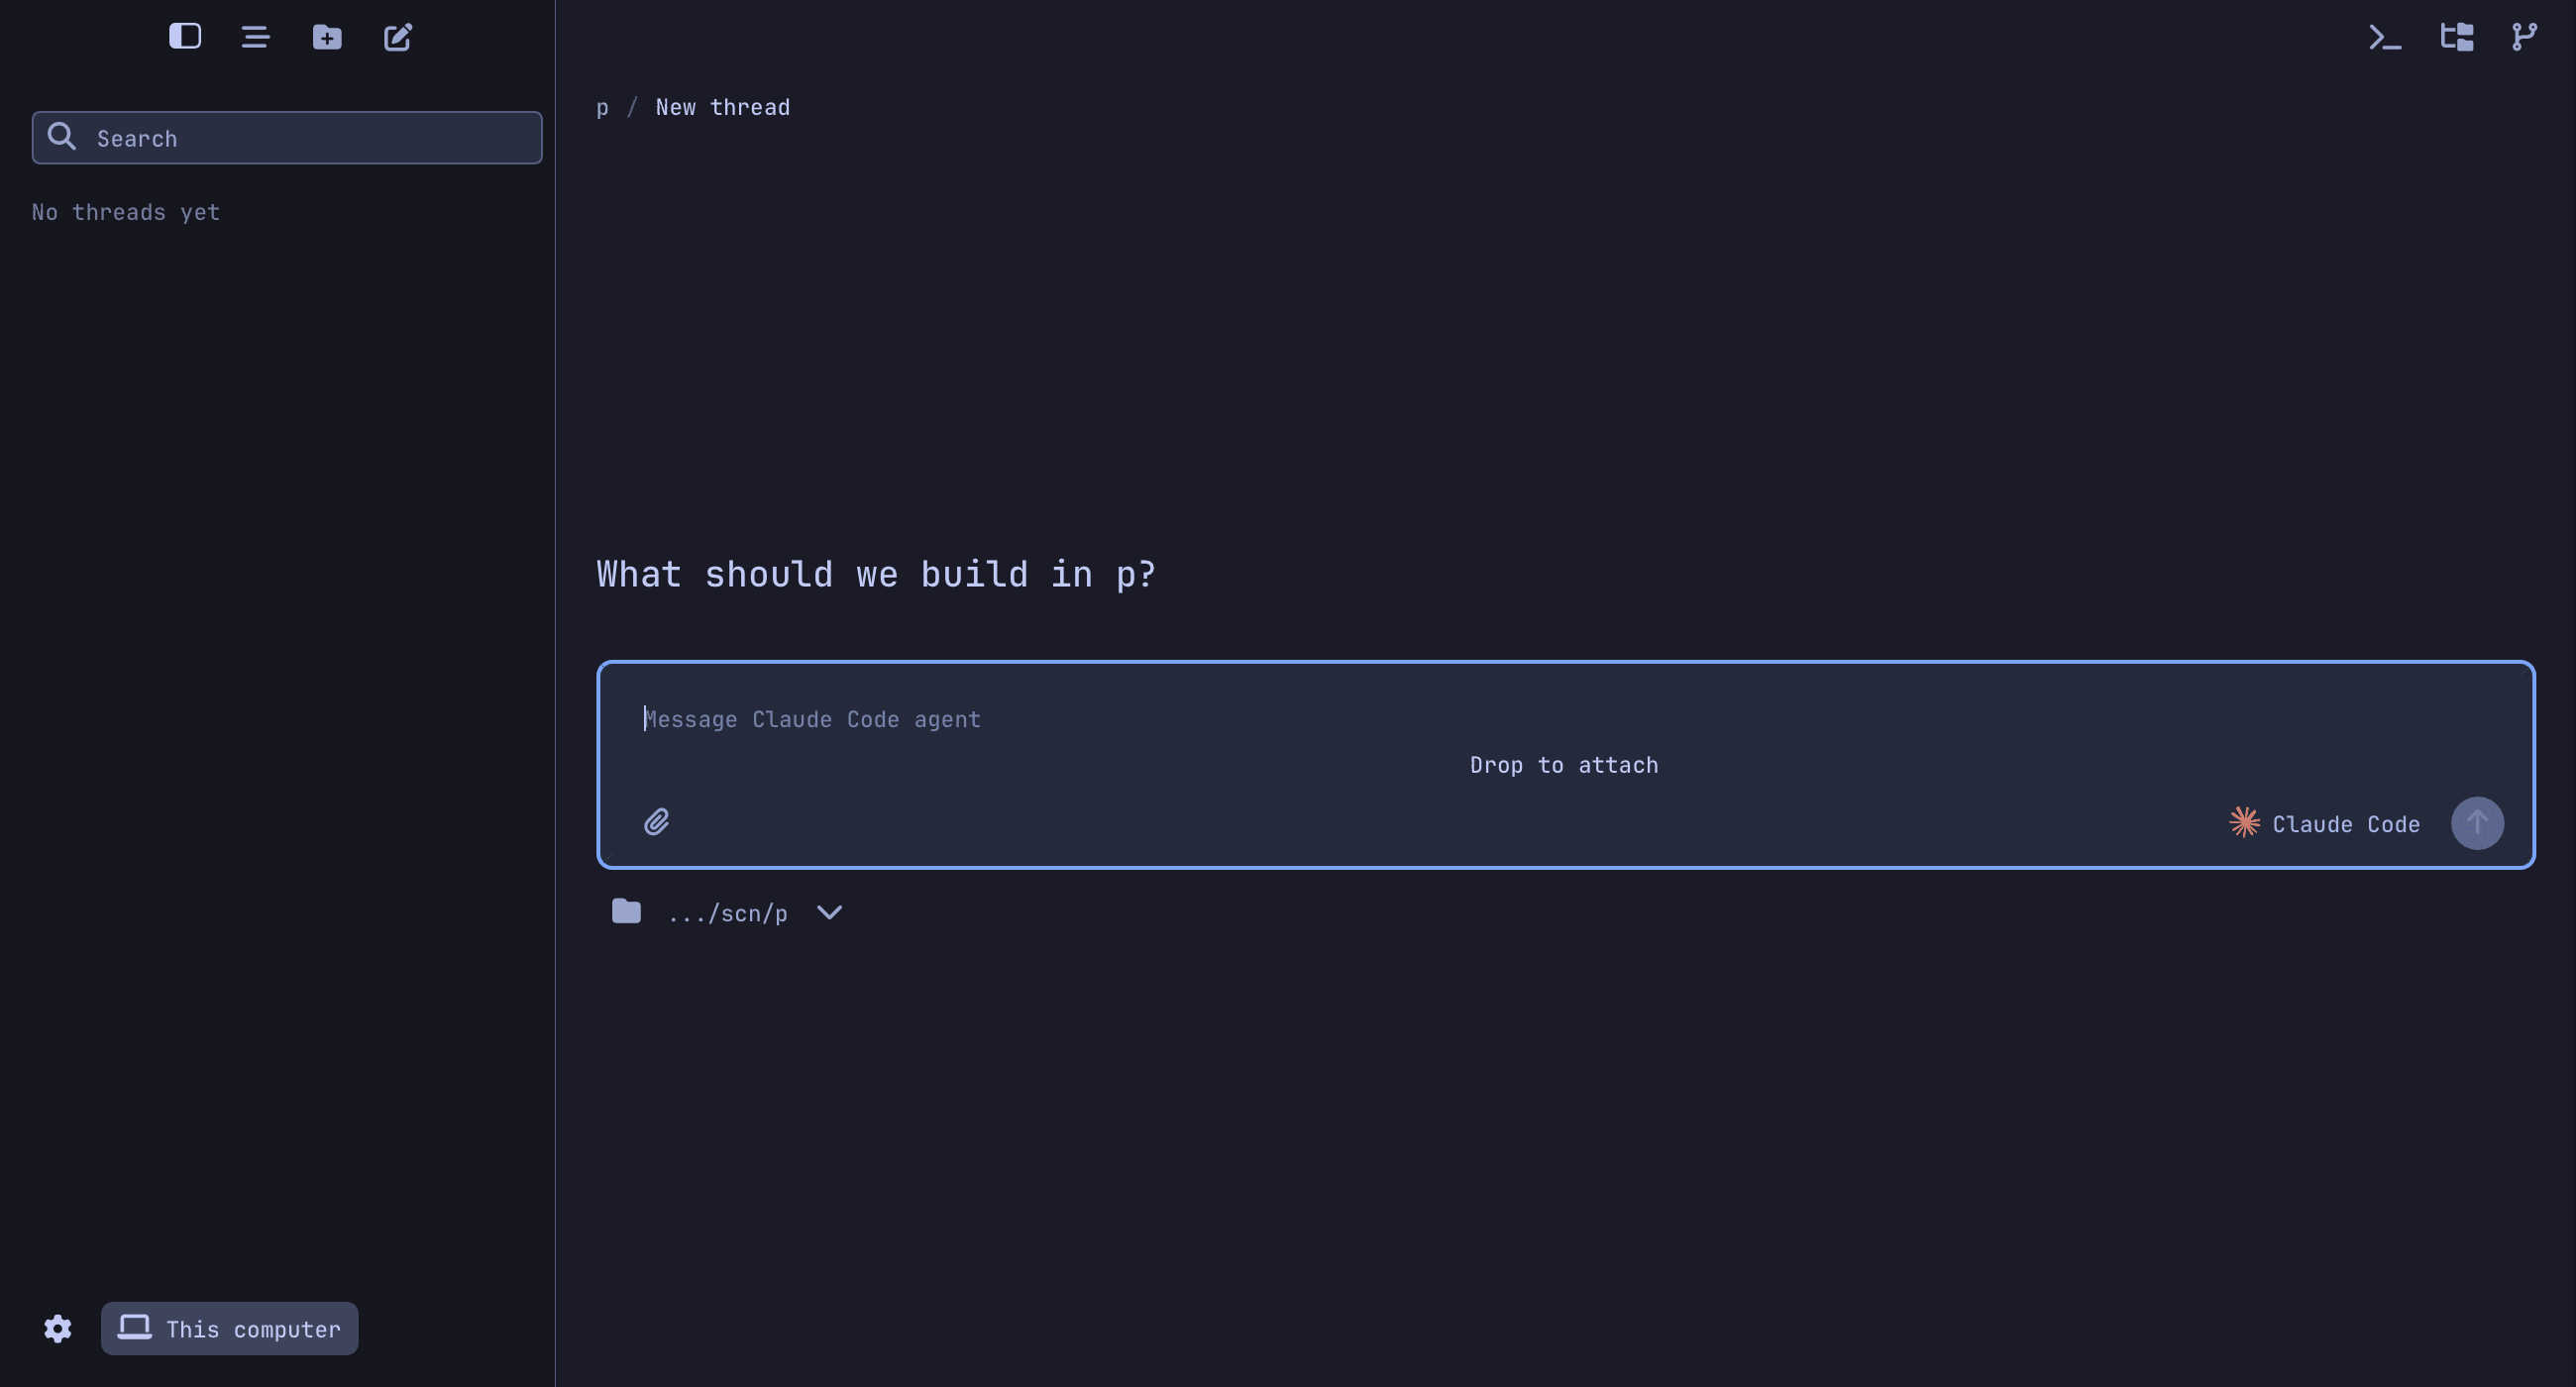 Search
No threads yet
p / New thread
What should we build in p?
Message Claude Code agent
Drop to attach
Claude Code
.../scn/p
This computer